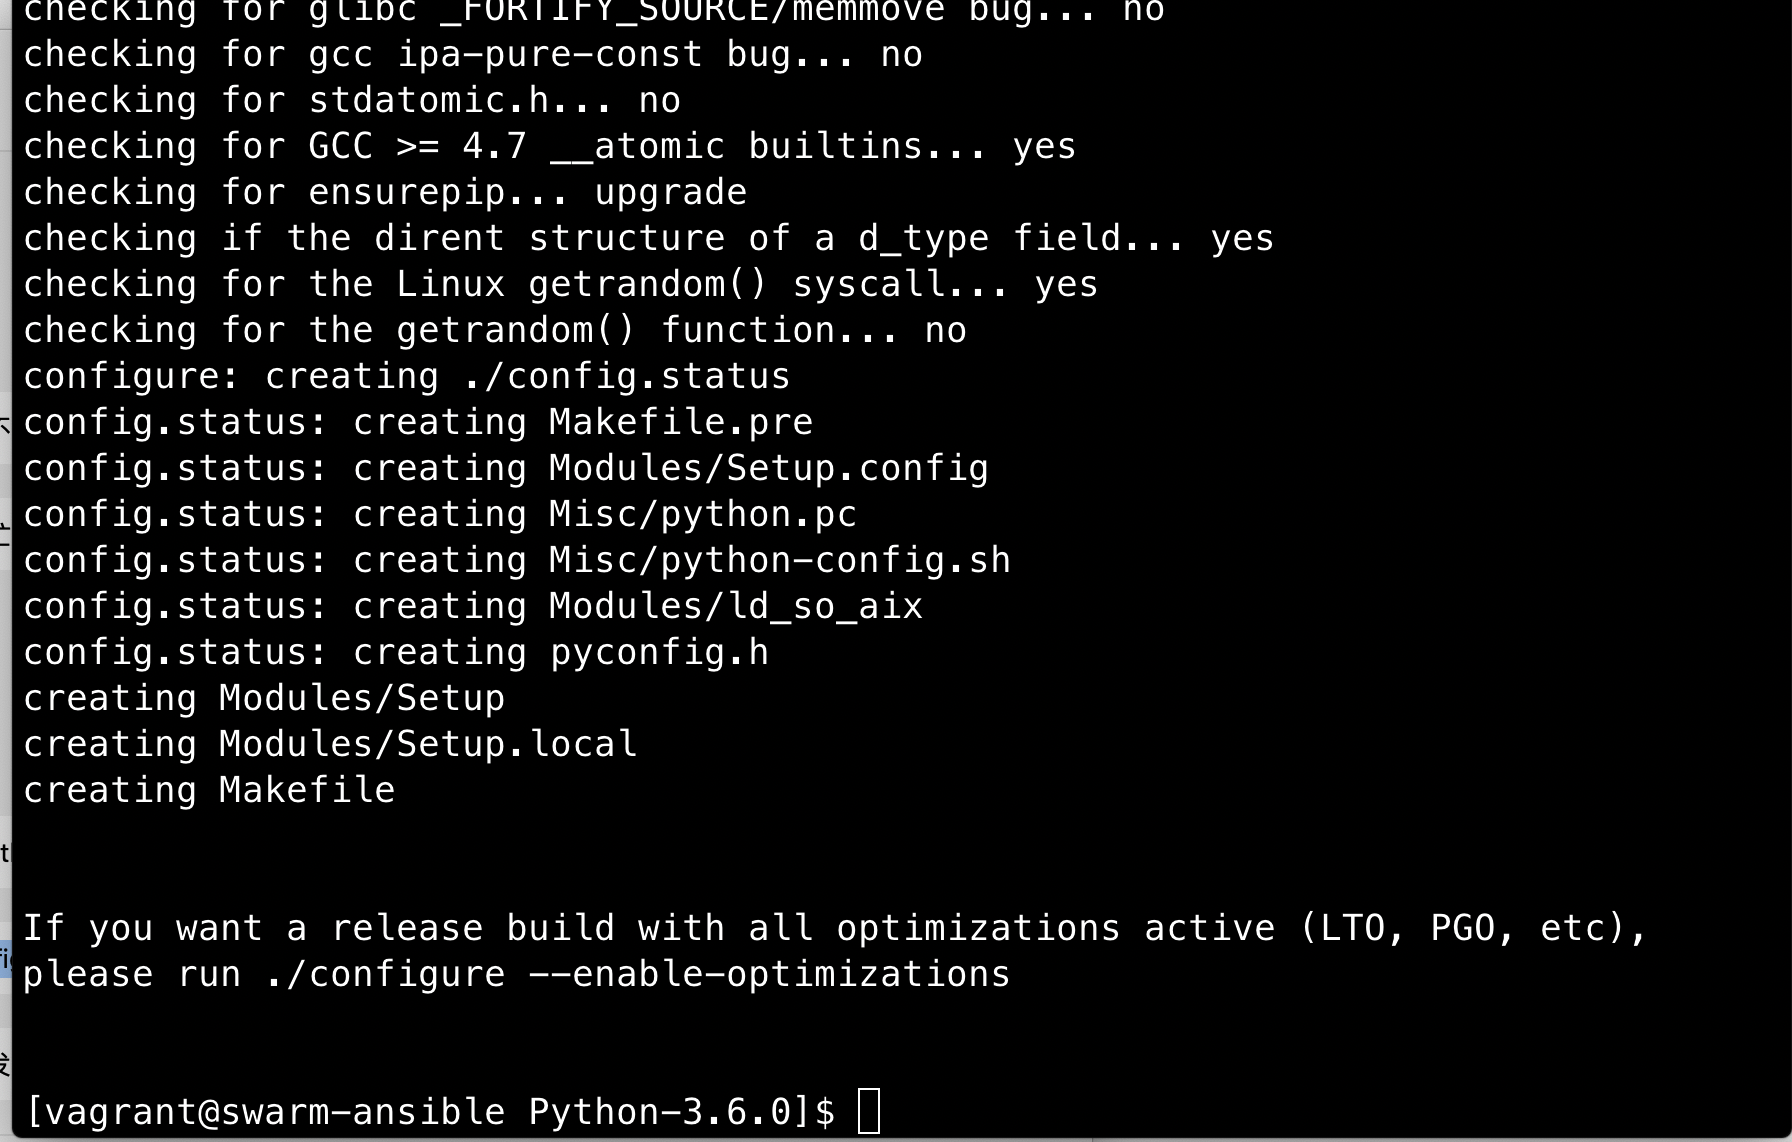 checking for glibc _FORTIFY_SOURCE/memmove bug... no
checking for gcc ipa-pure-const bug... no
checking for stdatomic.h... no
checking for GCC >= 4.7 __atomic builtins... yes
checking for ensurepip... upgrade
checking if the dirent structure of a d_type field... yes
checking for the Linux getrandom() syscall... yes
checking for the getrandom() function... no
configure: creating ./config.status
config.status: creating Makefile.pre
config.status: creating Modules/Setup.config
config.status: creating Misc/python.pc
config.status: creating Misc/python-config.sh
config.status: creating Modules/ld_so_aix
config.status: creating pyconfig.h
creating Modules/Setup
creating Modules/Setup.local
creating Makefile
If you want a release build with all optimizations active (LTO, PGO, etc),
please run ./configure --enable-optimizations
[vagrant@swarm-ansible Python-3.6.0]$